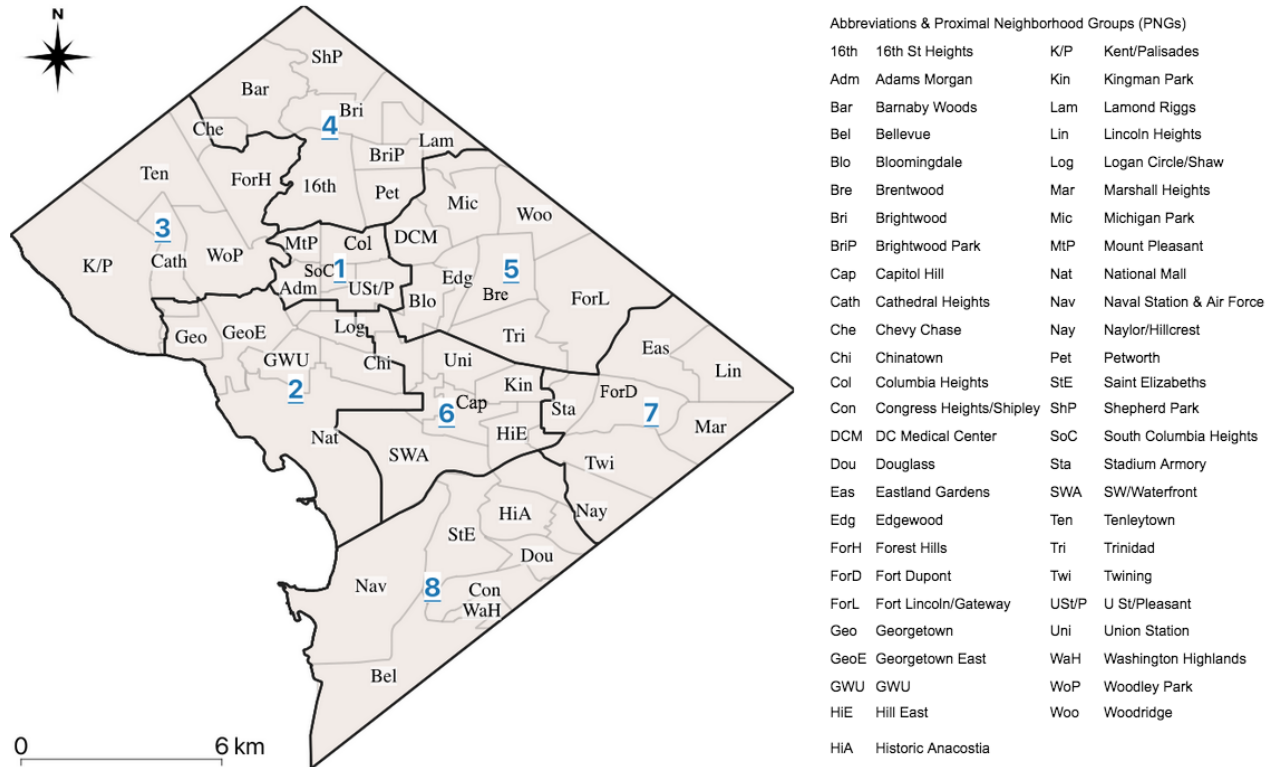 N
ShP
Bar
Bri
4
Che
Lam
BriP
Ten
ForH
16th
Pet
Mic
Woo
3
MtP
Col
DCM
WoP
Cath
K/P
SoC
1
Edg
5
Adm
USt/P
Blo
Bre
ForL
Geo
GeoE
Log
Tri
Eas
GWU
Chi
Uni
Lin
2
Kin
ForD
Cap
6
Sta
7
Nat
HiE
Mar
SWA
Twi
HiA
Nay
StE
Dou
Nav
8
Con
WaH
Bel
0 6 km
Abbreviations & Proximal Neighborhood Groups (PNGs)
16th 16th St Heights K/P Kent/Palisades
Adm Adams Morgan Kin Kingman Park
Bar Barnaby Woods Lam Lamond Riggs
Bel Bellevue Lin Lincoln Heights
Blo Bloomingdale Log Logan Circle/Shaw
Bre Brentwood Mar Marshall Heights
Bri Brightwood Mic Michigan Park
BriP Brightwood Park MtP Mount Pleasant
Cap Capitol Hill Nat National Mall
Cath Cathedral Heights Nav Naval Station & Air Force
Che Chevy Chase Nay Naylor/Hillcrest
Chi Chinatown Pet Petworth
Col Columbia Heights StE Saint Elizabeths
Con Congress Heights/Shipley ShP Shepherd Park
DCM DC Medical Center SoC South Columbia Heights
Dou Douglass Sta Stadium Armory
Eas Eastland Gardens SWA SW/Waterfront
Edg Edgewood Ten Tenleytown
ForH Forest Hills Tri Trinidad
ForD Fort Dupont Twi Twining
ForL Fort Lincoln/Gateway USt/P U St/Pleasant
Geo Georgetown Uni Union Station
GeoE Georgetown East WaH Washington Highlands
GWU GWU WoP Woodley Park
HiE Hill East Woo Woodridge
HiA Historic Anacostia